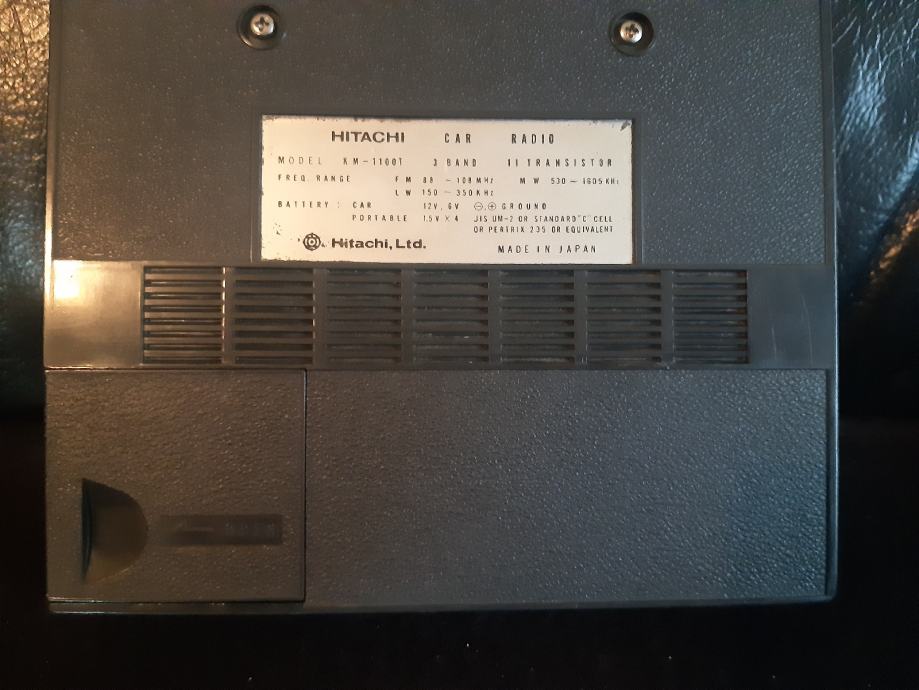 HITACHI CAR RADIO
MODEL KM-1100T 3 BAND 11 TRANSISTOR
FREQ. RANGE FM 88 ~ 108 MHz MW 530 ~ 1605 KHz
LW 150 ~ 350 KHz
BATTERY : CAR 12V, 6V ⊖,⊕ GROUND
PORTABLE 1.5V × 4 JIS UM-2 OR STANDARD "C" CELL
OR PERTRIX 235 OR EQUIVALENT
Hitachi, Ltd. MADE IN JAPAN